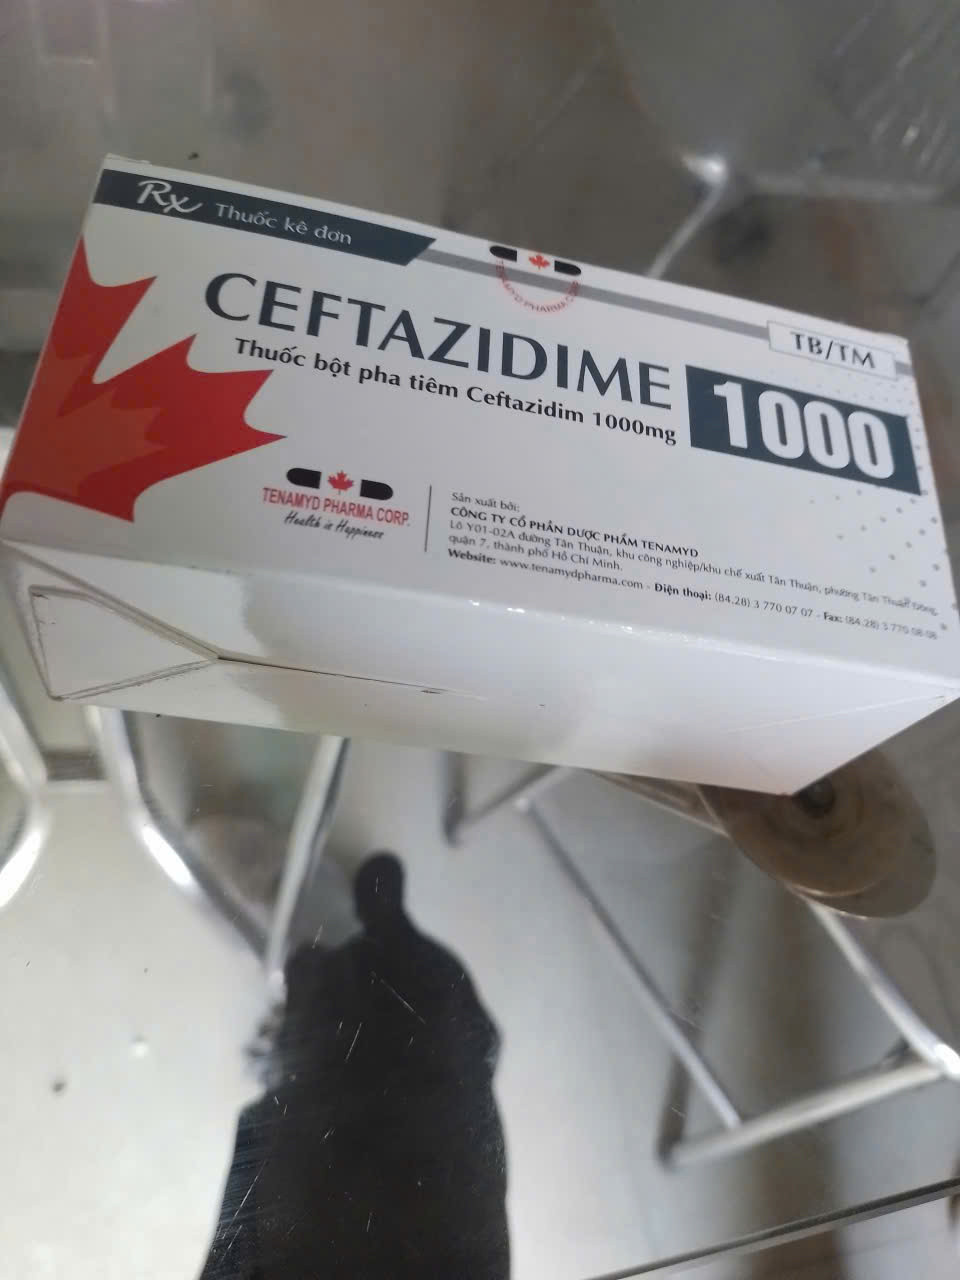 Rx Thuốc kê đơn
TENAMYD PHARMA CORP.
TB/TM
CEFTAZIDIME 1000
Thuốc bột pha tiêm Ceftazidim 1000mg
TENAMYD PHARMA CORP.
Health is Happiness
Sản xuất bởi:
CÔNG TY CỔ PHẦN DƯỢC PHẨM TENAMYD
Lô Y01-02A đường Tân Thuận, khu công nghiệp/khu chế xuất Tân Thuận, phường Tân Thuận Đông,
quận 7, thành phố Hồ Chí Minh.
Website: www.tenamydpharma.com - Điện thoại: (84.28) 3 770 07 07 - Fax: (84.28) 3 770 08 08